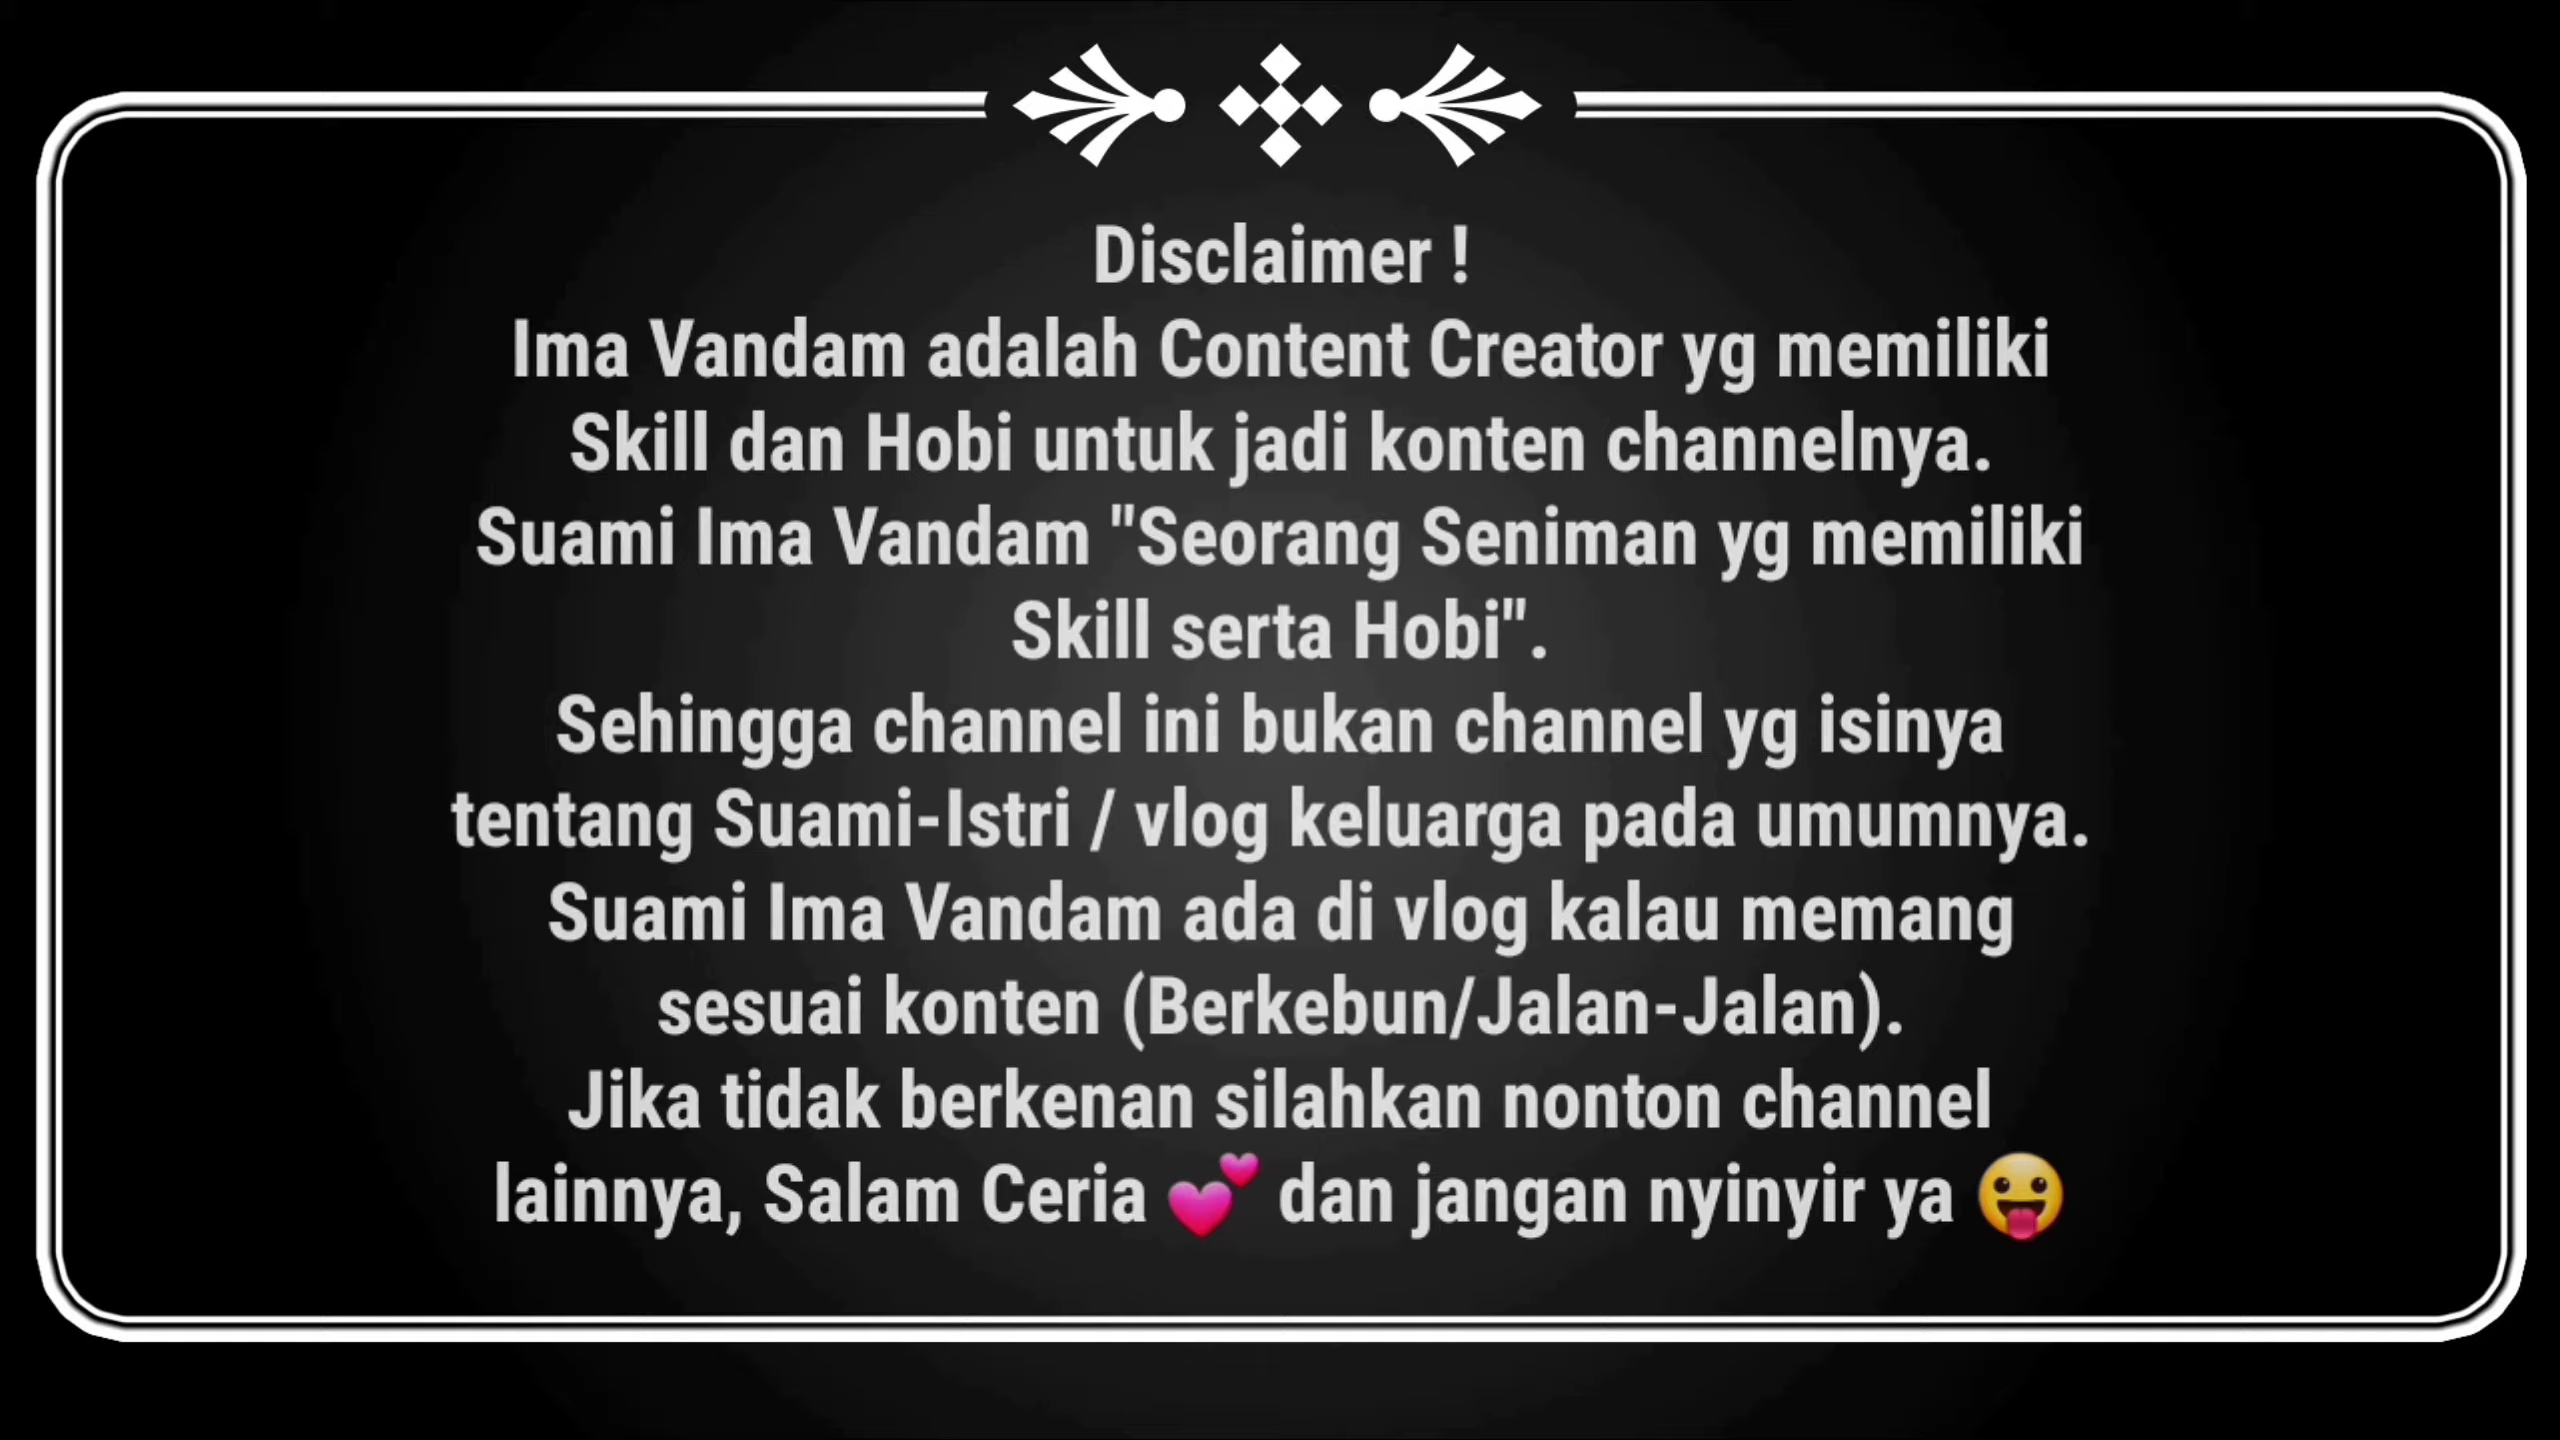 Disclaimer !
Ima Vandam adalah Content Creator yg memiliki
Skill dan Hobi untuk jadi konten channelnya.
Suami Ima Vandam "Seorang Seniman yg memiliki
Skill serta Hobi".
Sehingga channel ini bukan channel yg isinya
tentang Suami-Istri / vlog keluarga pada umumnya.
Suami Ima Vandam ada di vlog kalau memang
sesuai konten (Berkebun/Jalan-Jalan).
Jika tidak berkenan silahkan nonton channel
lainnya, Salam Ceria 💕 dan jangan nyinyir ya 😛